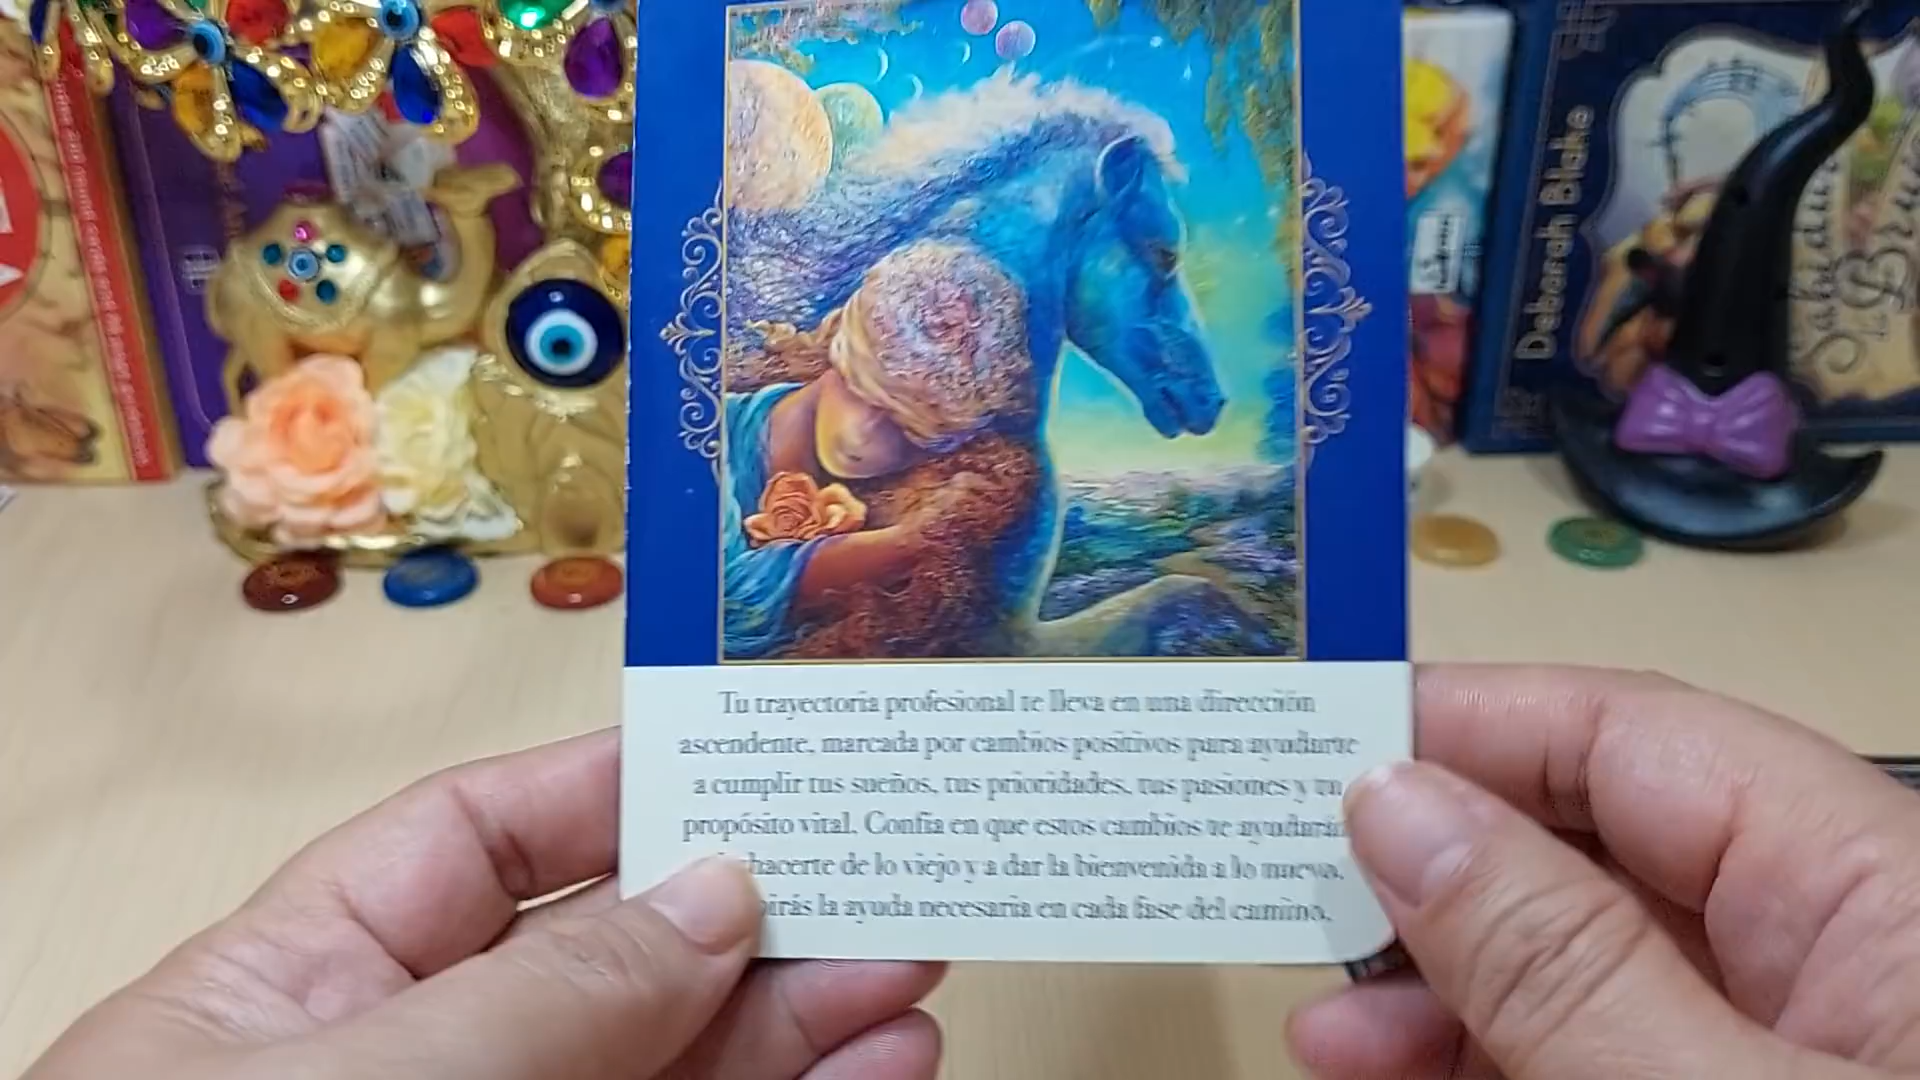 Tu trayectoria profesional te lleva en una dirección
ascendente, marcada por cambios positivos para ayudarte
a cumplir tus sueños, tus prioridades, tus pasiones y tu
propósito vital. Confía en que estos cambios te ayudarán
hacerte de lo viejo y a dar la bienvenida a lo nuevo.
birás la ayuda necesaria en cada fase del camino.
Deborah Blake